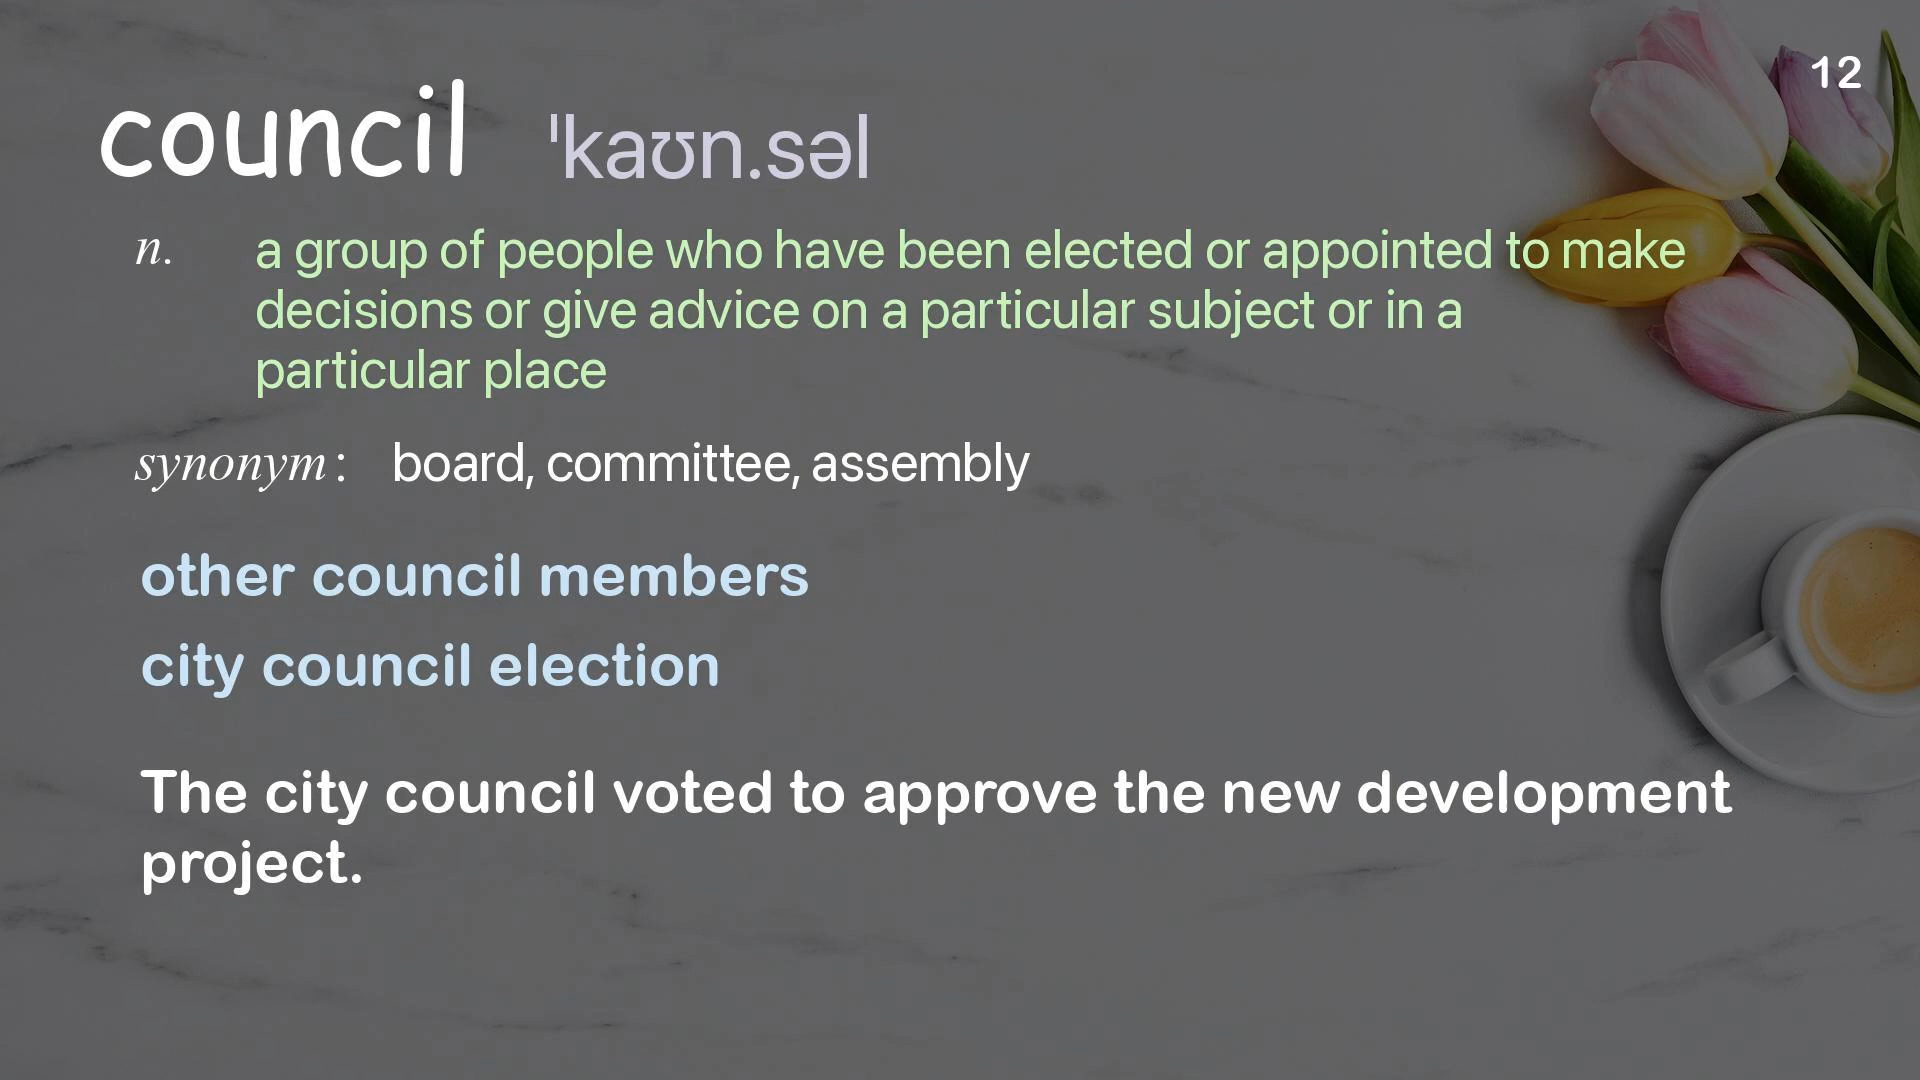 12
council ˈkaʊn.səl
n. a group of people who have been elected or appointed to make
decisions or give advice on a particular subject or in a
particular place
synonym : board, committee, assembly
other council members
city council election
The city council voted to approve the new development
project.